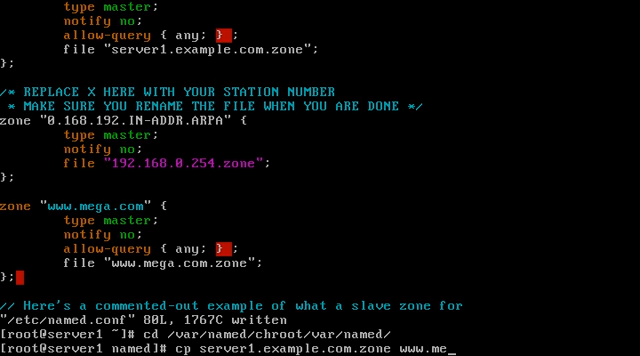 type master;
notify no;
allow-query { any; } ;
file "server1.example.com.zone";
};
/* REPLACE X HERE WITH YOUR STATION NUMBER
* MAKE SURE YOU RENAME THE FILE WHEN YOU ARE DONE */
zone "0.168.192.IN-ADDR.ARPA" {
type master;
notify no;
file "192.168.0.254.zone";
};
zone "www.mega.com" {
type master;
notify no;
allow-query { any; } ;
file "www.mega.com.zone";
};
// Here's a commented-out example of what a slave zone for
"/etc/named.conf" 80L, 1767C written
[root@server1 ~]# cd /var/named/chroot/var/named/
[root@server1 named]# cp server1.example.com.zone www.me_